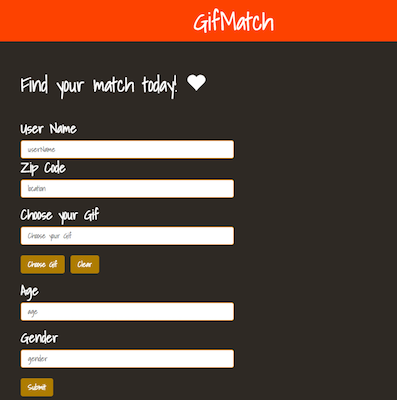 GifMatch
Find your match today!
User Name
userName
Zip Code
location
Choose your Gif
Choose your Gif
Choose Gif Clear
Age
age
Gender
gender
Submit